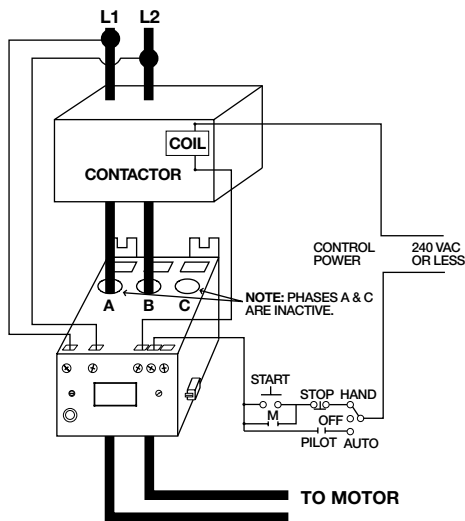 L1 L2
COIL
CONTACTOR
CONTROL
POWER
240 VAC
OR LESS
A B C
NOTE: PHASES A & C
ARE INACTIVE.
START
STOP HAND
M
OFF
PILOT AUTO
TO MOTOR